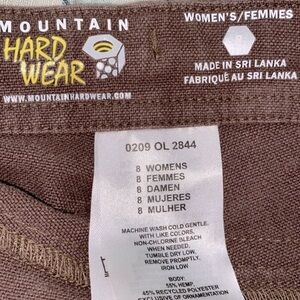 MOUNTAIN
HARD
WEAR
WWW.MOUNTAINHARDWEAR.COM
WOMEN'S/FEMMES
8
MADE IN SRI LANKA
FABRIQUÉ AU SRI LANKA
0209 OL 2844
8 WOMENS
8 FEMMES
8 DAMEN
8 MUJERES
8 MULHER
MACHINE WASH COLD GENTLE,
WITH LIKE COLORS,
NON-CHLORINE BLEACH
WHEN NEEDED,
TUMBLE DRY LOW,
REMOVE PROMPTLY,
IRON LOW
BODY:
55% HEMP,
45% RECYCLED POLYESTER
EXCLUSIVE OF ORNAMENTATION